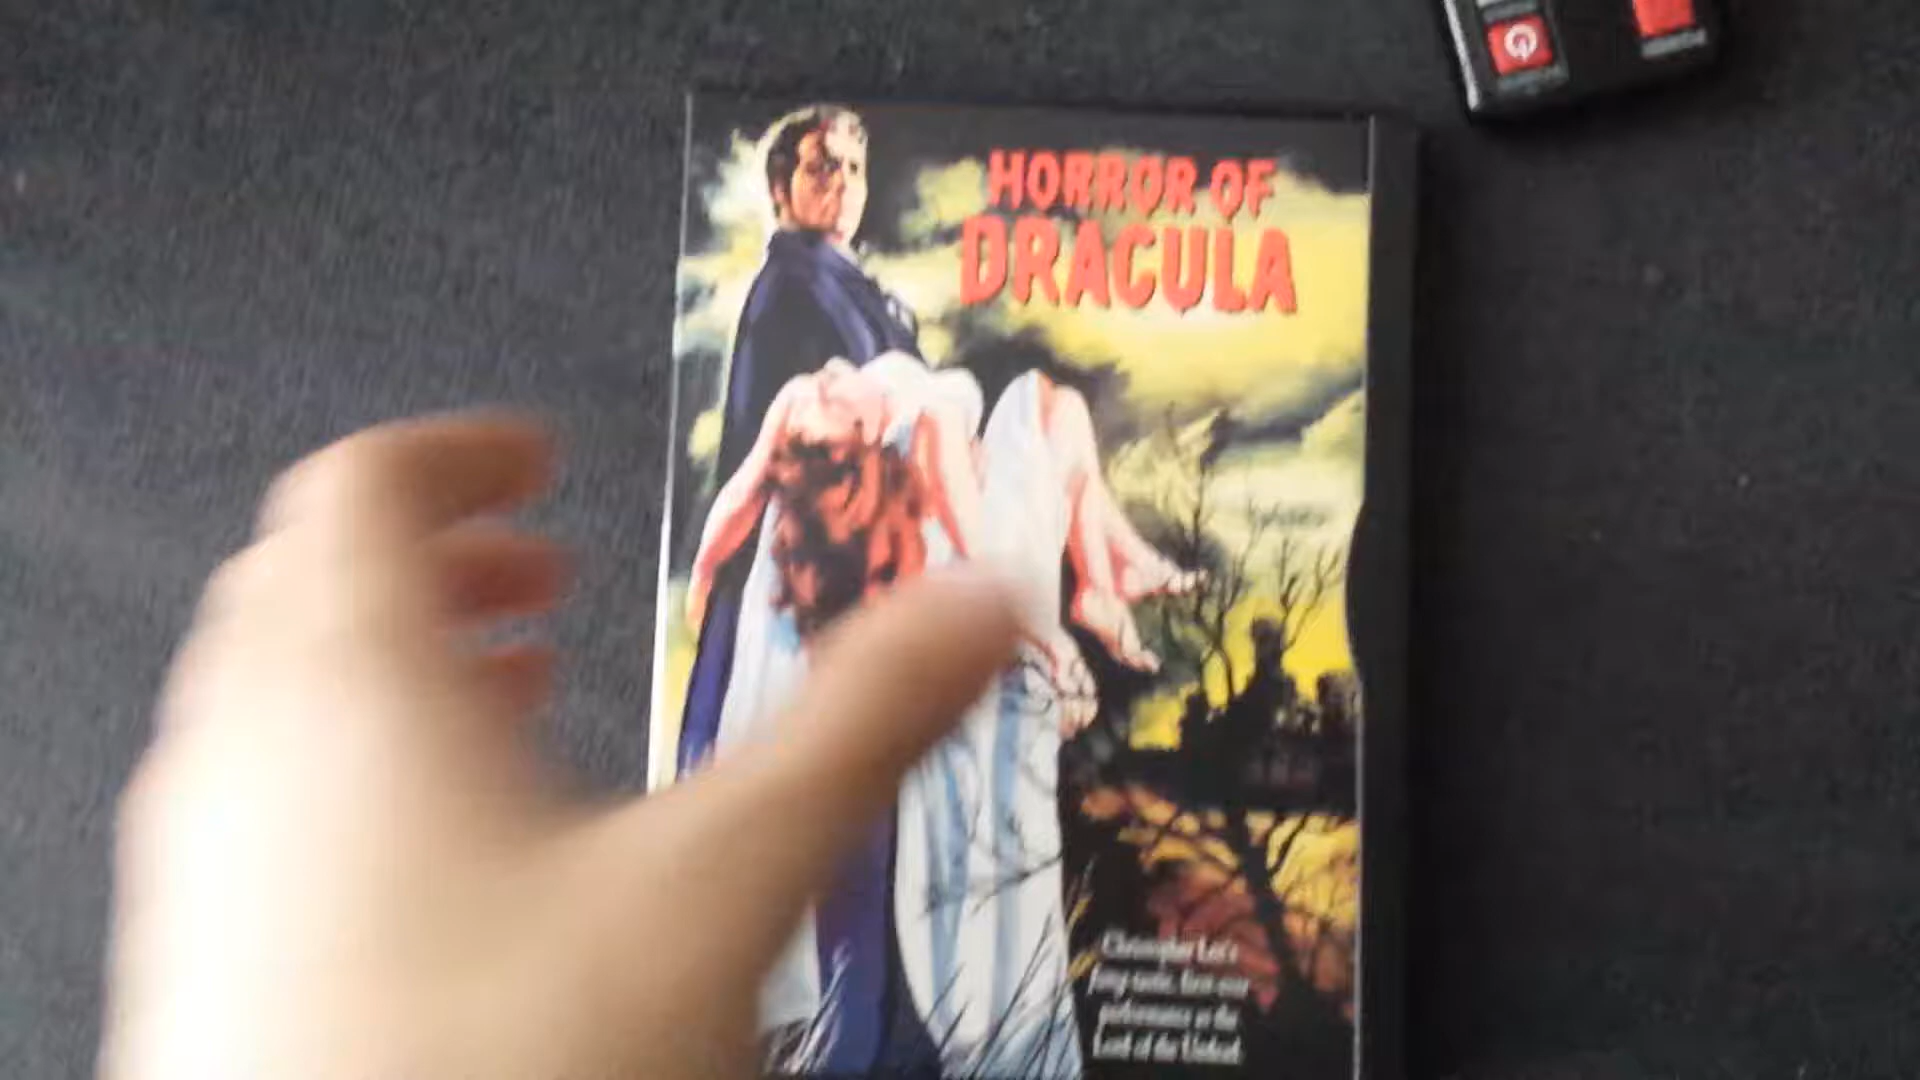 HORROR OF
DRACULA
Christopher Lee's
fang-tastic, first-ever
performance as the
Lord of the Undead.